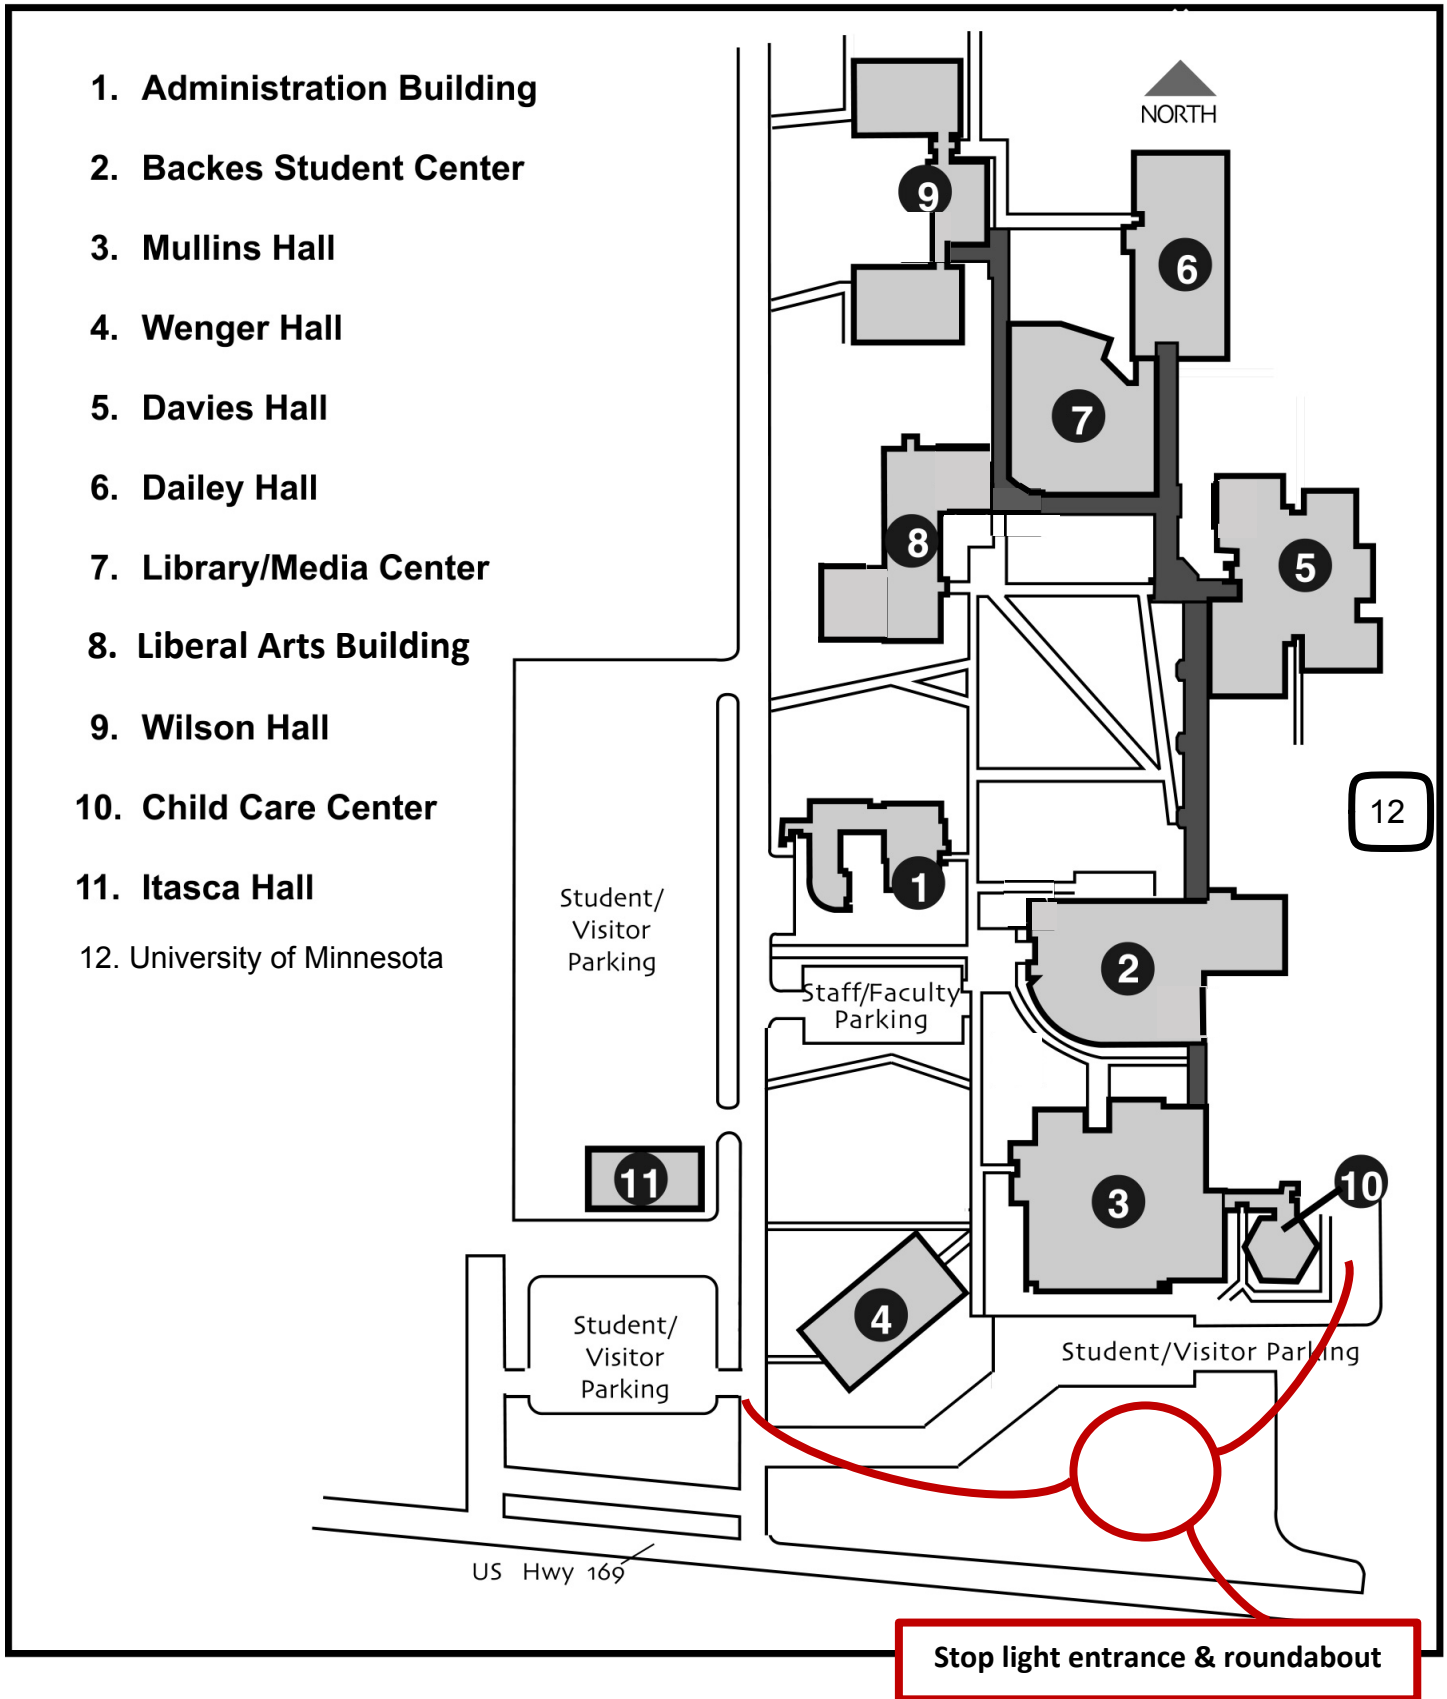 1. Administration Building
2. Backes Student Center
3. Mullins Hall
4. Wenger Hall
5. Davies Hall
6. Dailey Hall
7. Library/Media Center
8. Liberal Arts Building
9. Wilson Hall
10. Child Care Center
11. Itasca Hall
12. University of Minnesota
NORTH
9
6
7
8
5
12
1
Student/
Visitor
Parking
2
Staff/Faculty
Parking
11
3
10
4
Student/
Visitor
Parking
Student/Visitor Parking
US Hwy 169
Stop light entrance & roundabout